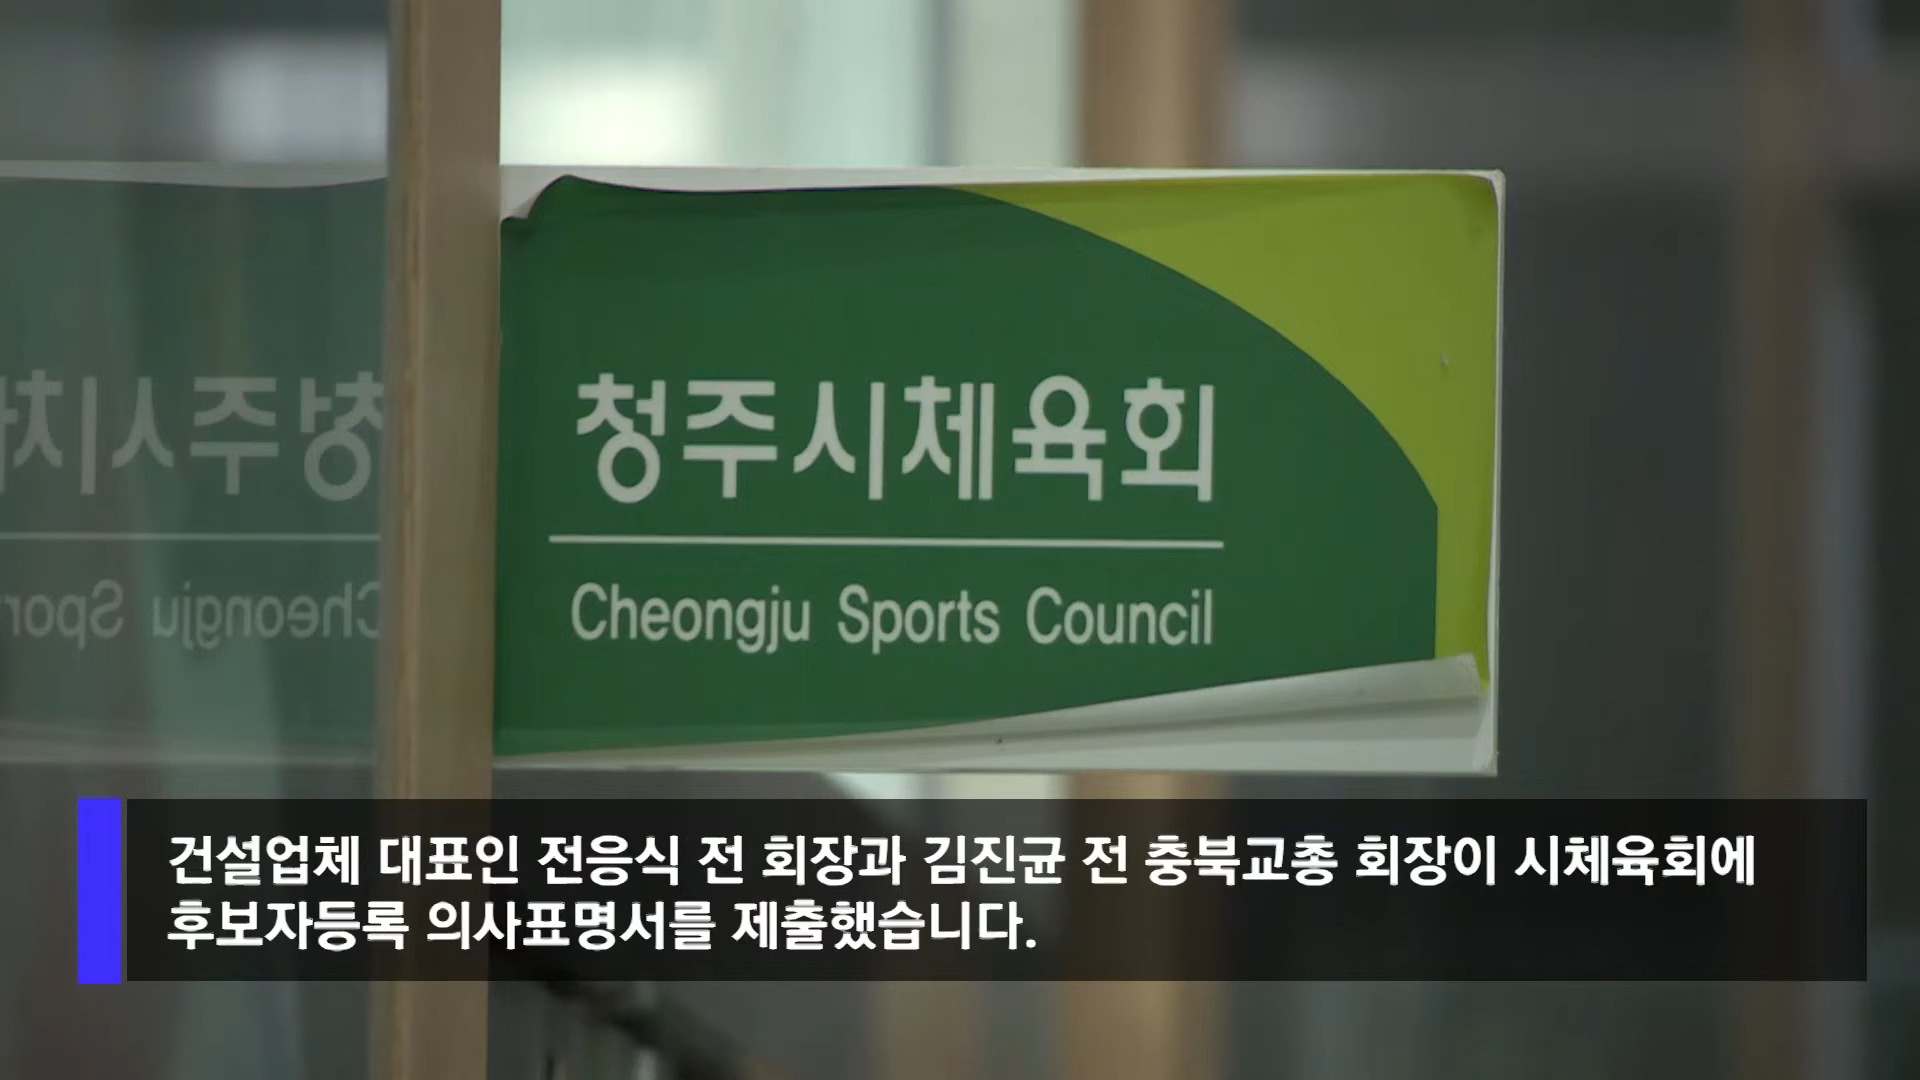 청주시체육회
Cheongju Sports Council
건설업체 대표인 전응식 전 회장과 김진균 전 충북교총 회장이 시체육회에
후보자등록 의사표명서를 제출했습니다.